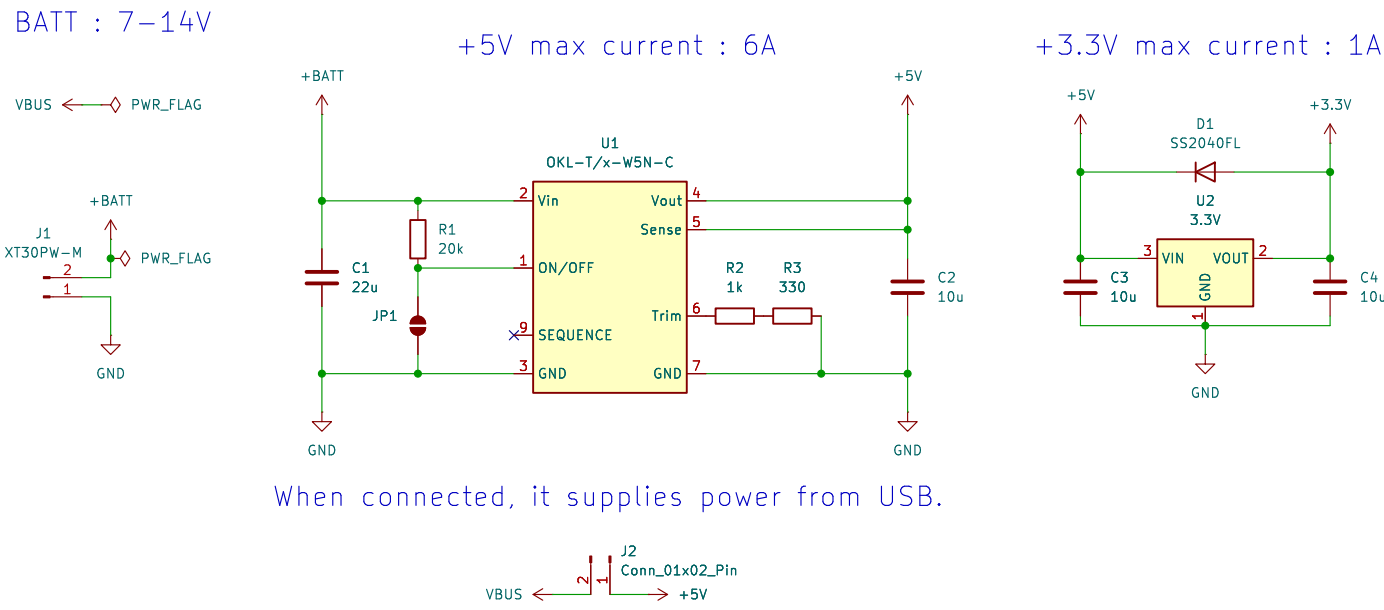 BATT : 7-14V
+5V max current : 6A
+3.3V max current : 1A
VBUS
PWR_FLAG
+BATT
J1
XT30PW-M
2
1
PWR_FLAG
GND
+BATT
+5V
U1
OKL-T/x-W5N-C
2
Vin
Vout
4
Sense
5
R1
20k
1
ON/OFF
C1
22u
JP1
R2
1k
R3
330
Trim
6
9
SEQUENCE
3
GND
GND
7
C2
10u
GND
GND
+5V
+3.3V
D1
SS2040FL
U2
3.3V
3
VIN
VOUT
2
GND
1
C3
10u
C4
10u
GND
When connected, it supplies power from USB.
J2
Conn_01x02_Pin
2
1
VBUS
+5V